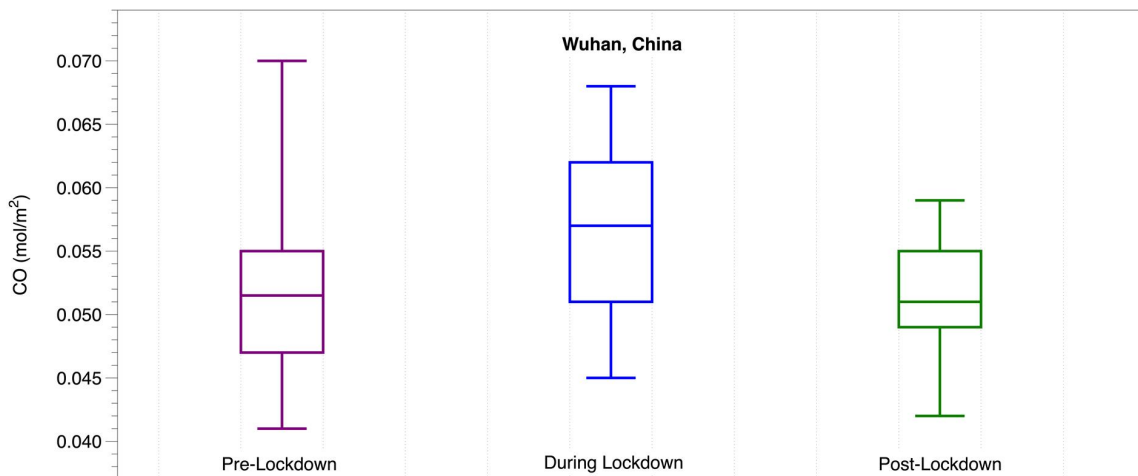 Wuhan, China
0.070
0.065
0.060
0.055
0.050
0.045
0.040
CO (mol/m²)
Pre-Lockdown
During Lockdown
Post-Lockdown